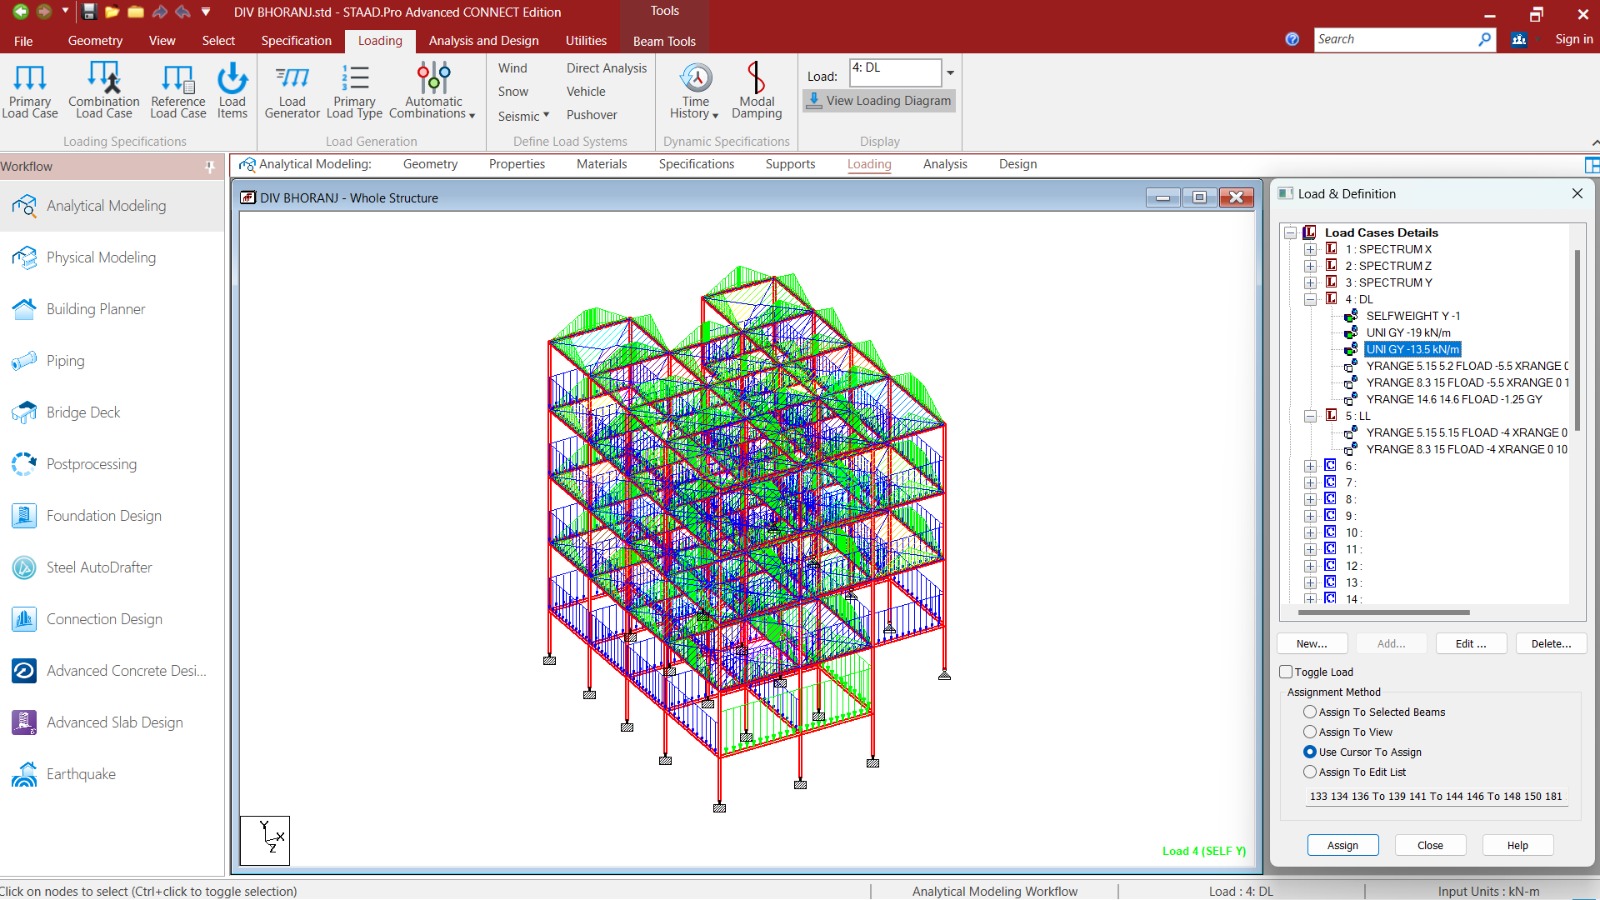 DIV BHORANJ.std - STAAD.Pro Advanced CONNECT Edition
Tools
File
Geometry
View
Select
Specification
Loading
Analysis and Design
Utilities
Beam Tools
Search
Sign in
Primary Load Case
Combination Load Case
Reference Load Case
Load Items
Loading Specifications
Load Generator
Primary Load Type
Automatic Combinations
Load Generation
Wind
Snow
Seismic
Direct Analysis
Vehicle
Pushover
Define Load Systems
Time History
Modal Damping
Dynamic Specifications
Load: 4: DL
View Loading Diagram
Display
Workflow
Analytical Modeling: Geometry Properties Materials Specifications Supports Loading Analysis Design
Analytical Modeling
Physical Modeling
Building Planner
Piping
Bridge Deck
Postprocessing
Foundation Design
Steel AutoDrafter
Connection Design
Advanced Concrete Desi...
Advanced Slab Design
Earthquake
DIV BHORANJ - Whole Structure
Y
X
Z
Load 4 (SELF Y)
Load & Definition
Load Cases Details
1 : SPECTRUM X
2 : SPECTRUM Z
3 : SPECTRUM Y
4 : DL
SELFWEIGHT Y -1
UNI GY -19 kN/m
UNI GY -13.5 kN/m
YRANGE 5.15 5.2 FLOAD -5.5 XRANGE 0
YRANGE 8.3 15 FLOAD -5.5 XRANGE 0 1
YRANGE 14.6 14.6 FLOAD -1.25 GY
5 : LL
YRANGE 5.15 5.15 FLOAD -4 XRANGE 0
YRANGE 8.3 15 FLOAD -4 XRANGE 0 10
6 :
7 :
8 :
9 :
10 :
11 :
12 :
13 :
14 :
New...
Add...
Edit ...
Delete...
Toggle Load
Assignment Method
Assign To Selected Beams
Assign To View
Use Cursor To Assign
Assign To Edit List
133 134 136 To 139 141 To 144 146 To 148 150 181
Assign
Close
Help
Click on nodes to select (Ctrl+click to toggle selection)
Analytical Modeling Workflow
Load : 4: DL
Input Units : kN-m